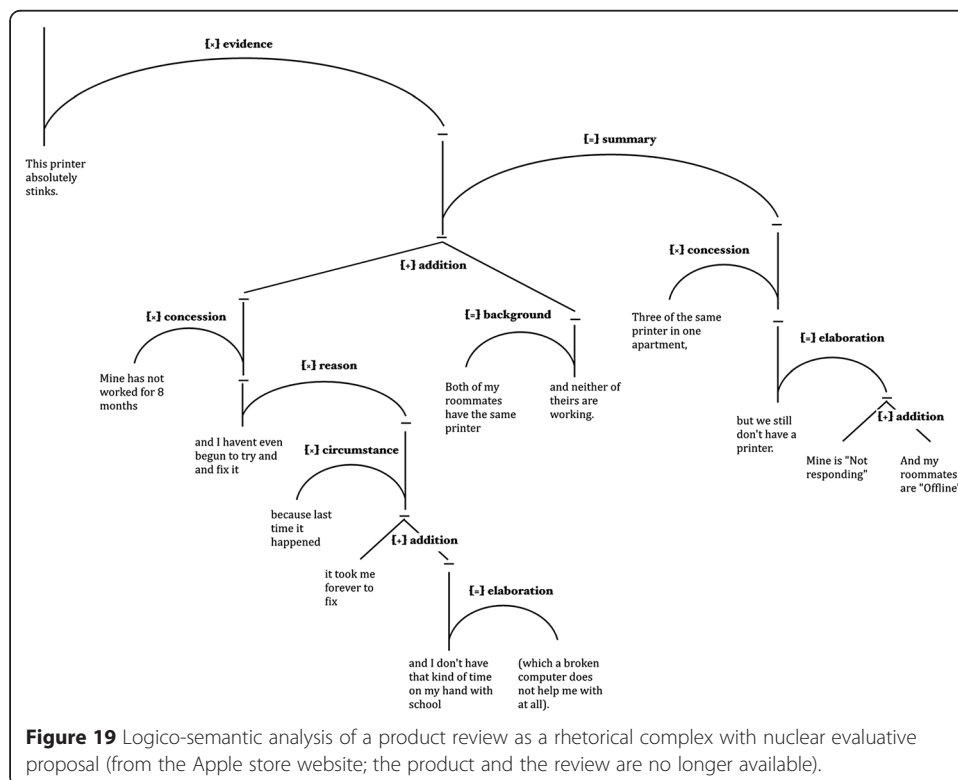 [×] evidence
This printer
absolutely
stinks.
[=] summary
[+] addition
[×] concession
Three of the same
printer in one
apartment,
[×] concession
Mine has not
worked for 8
months
[=] background
Both of my
roommates
have the same
printer
and neither of
theirs are
working.
[=] elaboration
but we still
don't have a
printer.
[+] addition
Mine is "Not
responding"
And my
roommates
are "Offline"
[×] reason
and I havent even
begun to try and
and fix it
[×] circumstance
because last
time it
happened
[+] addition
it took me
forever to
fix
[=] elaboration
and I don't have
that kind of time
on my hand with
school
(which a broken
computer does
not help me with
at all).
Figure 19 Logico-semantic analysis of a product review as a rhetorical complex with nuclear evaluative
proposal (from the Apple store website; the product and the review are no longer available).